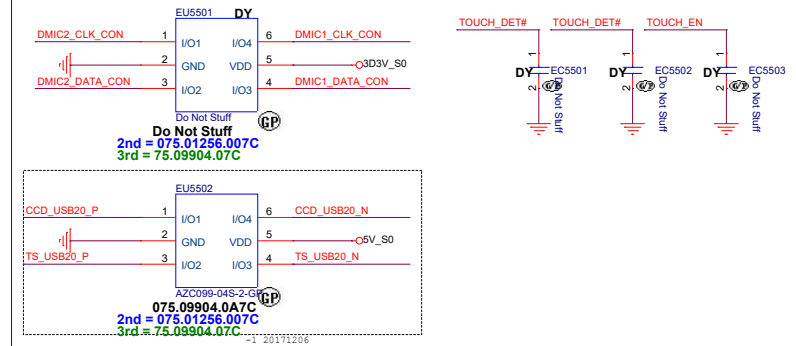 EU5501 DY
DMIC2_CLK_CON 1 I/O1 I/O4 6 DMIC1_CLK_CON
2 GND VDD 5 3D3V_S0
DMIC2_DATA_CON 3 I/O2 I/O3 4 DMIC1_DATA_CON
Do Not Stuff
GP
Do Not Stuff
2nd = 075.01256.007C
3rd = 75.09904.07C
TOUCH_DET# TOUCH_DET# TOUCH_EN
1 1 1
DY EC5501 DY EC5502 DY EC5503
2 GP 2 GP 2 GP
Do Not Stuff Do Not Stuff Do Not Stuff
EU5502
CCD_USB20_P 1 I/O1 I/O4 6 CCD_USB20_N
2 GND VDD 5 5V_S0
TS_USB20_P 3 I/O2 I/O3 4 TS_USB20_N
AZC099-04S-2-GP
GP
075.09904.0A7C
2nd = 075.01256.007C
3rd = 75.09904.07C
-1 20171206